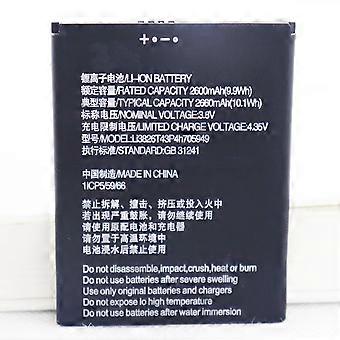 + • -
锂离子电池/LI-ION BATTERY
额定容量/RATED CAPACITY 2600mAh(9.9Wh)
典型容量/TYPICAL CAPACITY 2660mAh(10.1Wh)
标称电压/NOMINAL VOLTAGE:3.8V
充电限制电压/LIMITED CHARGE VOLTAGE:4.35V
型号/MODEL:Li3826T43P4h705949
执行标准/STANDARD:GB 31241
中国制造/MADE IN CHINA
1ICP5/59/66
禁止拆解、撞击、挤压或投入火中
若出现严重鼓胀、请勿继续使用
请使用原配电池和充电器
请勿置于高温环境中
电池浸水后禁止使用
Do not disassemble,impact,crush,heat or burn
Do not use batteries after severe swelling
Use only original batteries and chargers
Do not expose lo high temperature
Do not use batteries after water immersion